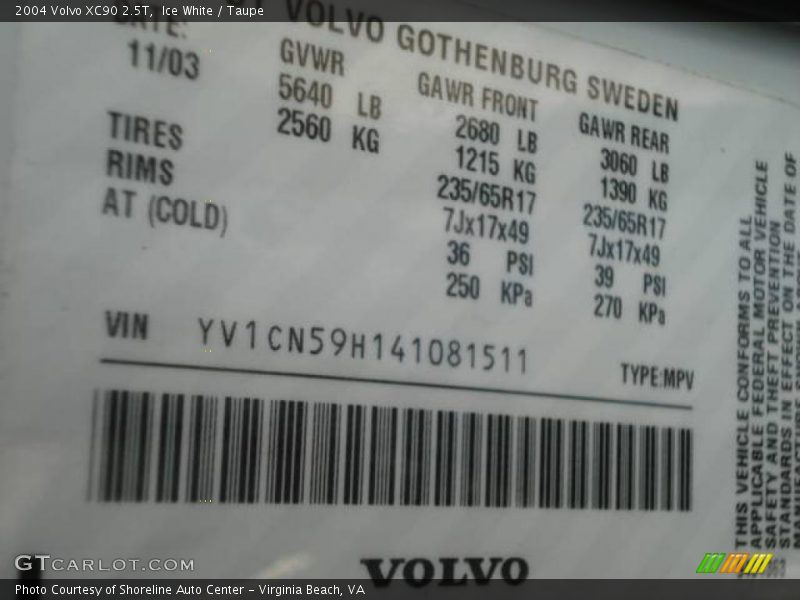 2004 Volvo XC90 2.5T, Ice White / Taupe
VOLVO GOTHENBURG SWEDEN
DATE:
11/03
GVWR
5640 LB
2560 KG
GAWR FRONT
2680 LB
1215 KG
235/65R17
7Jx17x49
36 PSI
250 KPa
GAWR REAR
3060 LB
1390 KG
235/65R17
7Jx17x49
39 PSI
270 KPa
TIRES
RIMS
AT (COLD)
VIN YV1CN59H141081511
TYPE:MPV
THIS VEHICLE CONFORMS TO ALL
APPLICABLE FEDERAL MOTOR VEHICLE
SAFETY AND THEFT PREVENTION
STANDARDS IN EFFECT ON THE DATE OF
VOLVO
GTCARLOT.COM
Photo Courtesy of Shoreline Auto Center - Virginia Beach, VA